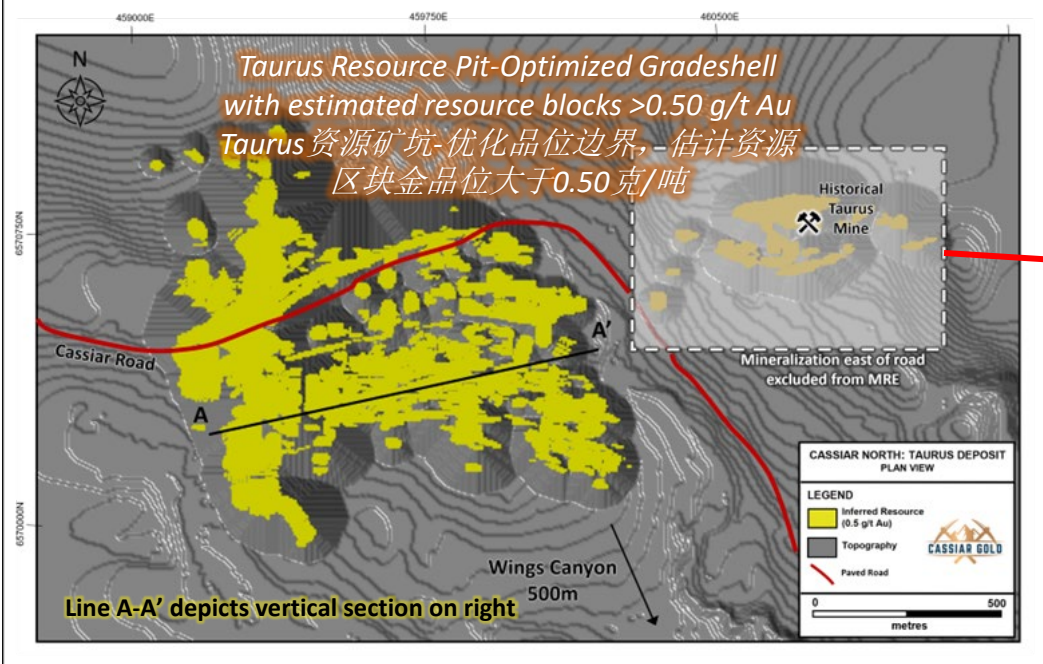 459000E
459750E
460500E
N
Taurus Resource Pit-Optimized Gradeshell
with estimated resource blocks >0.50 g/t Au
Taurus资源矿坑-优化品位边界，估计资源
区块金品位大于0.50克/吨
Historical
Taurus
Mine
6570750N
A'
Cassiar Road
Mineralization east of road
excluded from MRE
A
CASSIAR NORTH: TAURUS DEPOSIT
PLAN VIEW
LEGEND
Inferred Resource
(0.5 g/t Au)
Topography
CASSIAR GOLD
Paved Road
6570000N
Wings Canyon
500m
0 500
metres
Line A-A' depicts vertical section on right